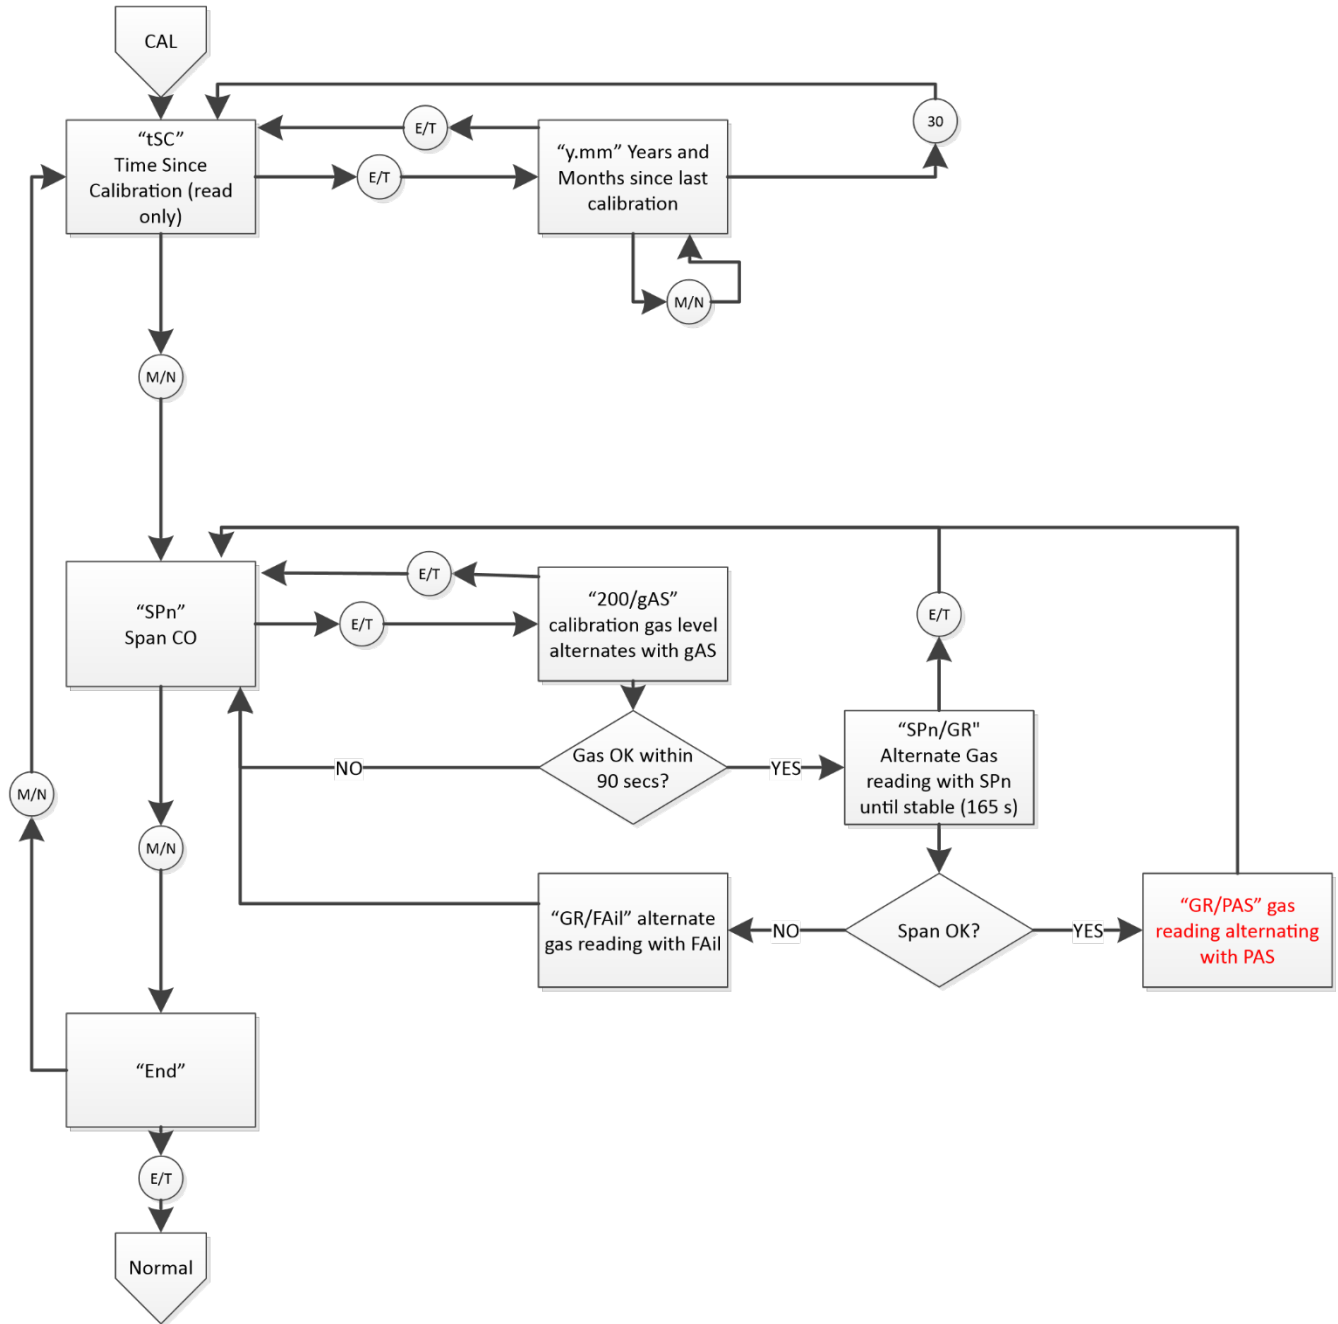 CAL
30
E/T
“tSC”
Time Since
Calibration (read
only)
“y.mm” Years and
Months since last
calibration
E/T
M/N
M/N
E/T
“SPn”
Span CO
“200/gAS”
calibration gas level
alternates with gAS
E/T
E/T
“SPn/GR"
Alternate Gas
reading with SPn
until stable (165 s)
Gas OK within
90 secs?
NO
YES
M/N
M/N
“GR/FAil” alternate
gas reading with FAil
NO
Span OK?
YES
“GR/PAS” gas
reading alternating
with PAS
“End”
E/T
Normal